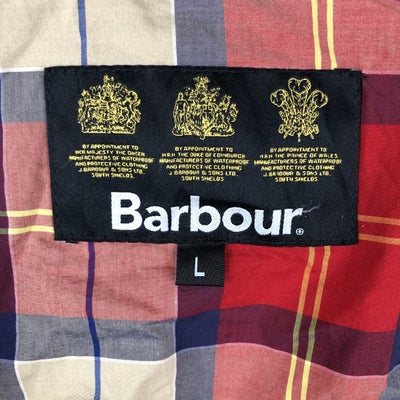 BY APPOINTMENT TO
HER MAJESTY THE QUEEN
MANUFACTURERS OF WATERPROOF
AND PROTECTIVE CLOTHING
J. BARBOUR & SONS LTD.
SOUTH SHIELDS.
BY APPOINTMENT TO
H.R.H. THE DUKE OF EDINBURGH
MANUFACTURERS OF WATERPROOF
AND PROTECTIVE CLOTHING
J. BARBOUR & SONS LTD.
SOUTH SHIELDS.
BY APPOINTMENT TO
H.R.H. THE PRINCE OF WALES
MANUFACTURERS OF WATERPROOF
AND PROTECTIVE CLOTHING
J. BARBOUR & SONS LTD.
SOUTH SHIELDS.
Barbour®
L